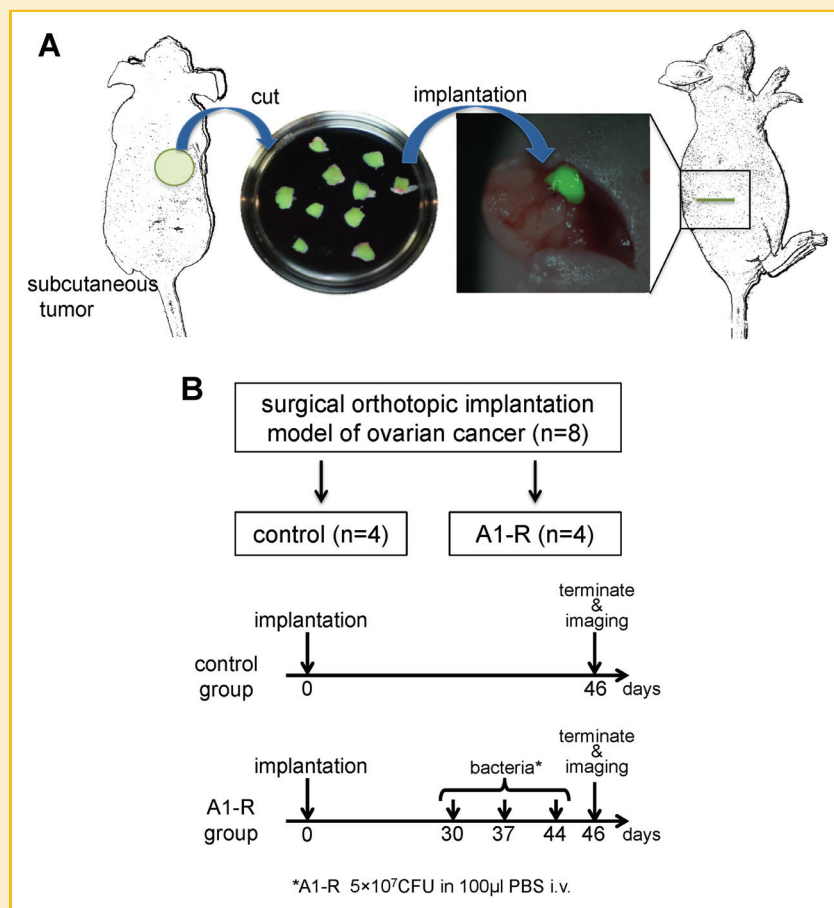 A
cut
implantation
subcutaneous
tumor
B
surgical orthotopic implantation
model of ovarian cancer (n=8)
control (n=4)
A1-R (n=4)
implantation
terminate
&
imaging
control
group
0
46
days
implantation
bacteria*
terminate
&
imaging
A1-R
group
0
30
37
44
46
days
*A1-R 5×10⁷CFU in 100µl PBS i.v.